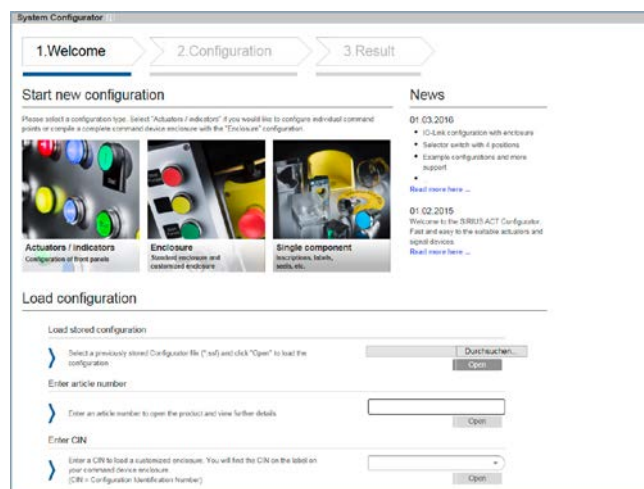 System Configurator
1.Welcome
2.Configuration
3.Result
Start new configuration
Please select a configuration type. Select "Actuators / indicators" if you would like to configure individual command
points or compile a complete command device enclosure with the "Enclosure" configuration.
Actuators / indicators
Configuration of front panels
Enclosure
Standard enclosure and
customized enclosure
Single component
Inscriptions, labels,
seals, etc.
News
01.03.2016
• IO-Link configuration with enclosure
• Selector switch with 4 positions
• Example configurations and more
support
•
Read more here ...
01.02.2015
Welcome to the SIRIUS ACT Configurator.
Fast and easy to the suitable actuators and
signal devices
Read more here ...
Load configuration
Load stored configuration
Select a previously stored Configurator file (*.ssf) and click "Open" to load the
configuration
Durchsuchen...
Open
Enter article number
Enter an article number to open the product and view further details
Open
Enter CIN
Enter a CIN to load a customized enclosure. You will find the CIN on the label on
your command device enclosure.
(CIN = Configuration Identification Number)
Open